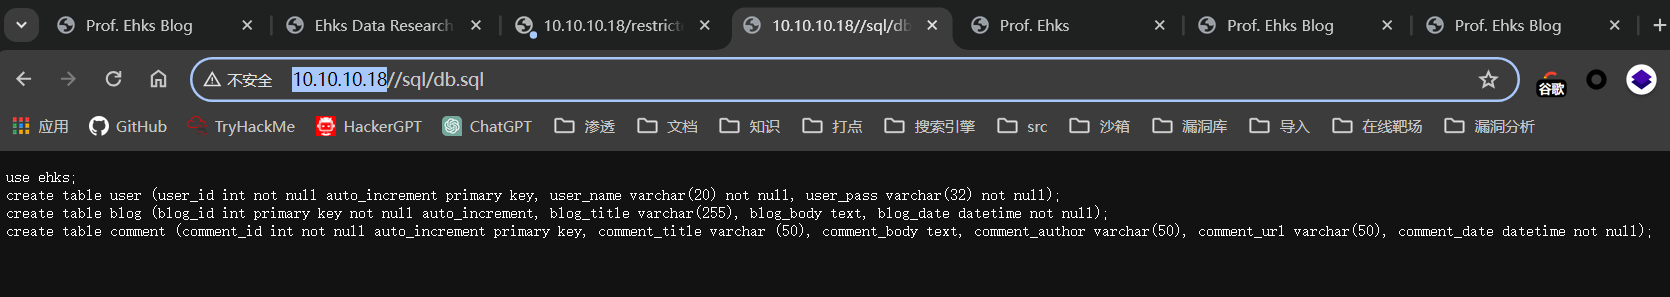 Prof. Ehks Blog
Ehks Data Research
10.10.10.18/restricte
10.10.10.18//sql/db
Prof. Ehks
Prof. Ehks Blog
Prof. Ehks Blog
不安全 10.10.10.18//sql/db.sql
谷歌
应用 GitHub TryHackMe HackerGPT ChatGPT 渗透 文档 知识 打点 搜索引擎 src 沙箱 漏洞库 导入 在线靶场 漏洞分析
use ehks;
create table user (user_id int not null auto_increment primary key, user_name varchar(20) not null, user_pass varchar(32) not null);
create table blog (blog_id int primary key not null auto_increment, blog_title varchar(255), blog_body text, blog_date datetime not null);
create table comment (comment_id int not null auto_increment primary key, comment_title varchar (50), comment_body text, comment_author varchar(50), comment_url varchar(50), comment_date datetime not null);